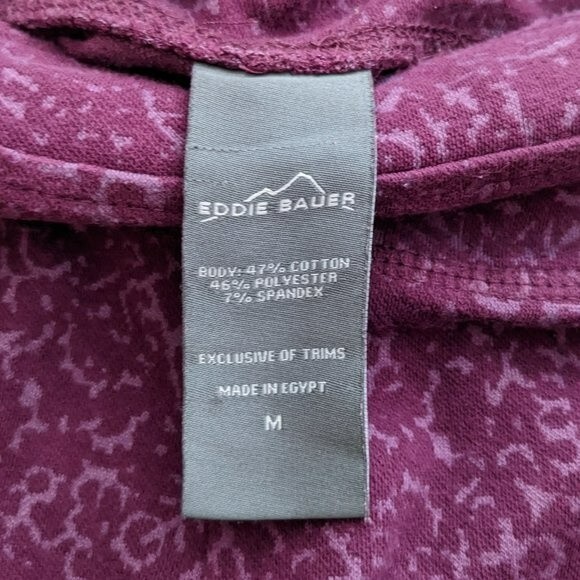 EDDIE BAUER
BODY: 47% COTTON
46% POLYESTER
7% SPANDEX
EXCLUSIVE OF TRIMS
MADE IN EGYPT
M